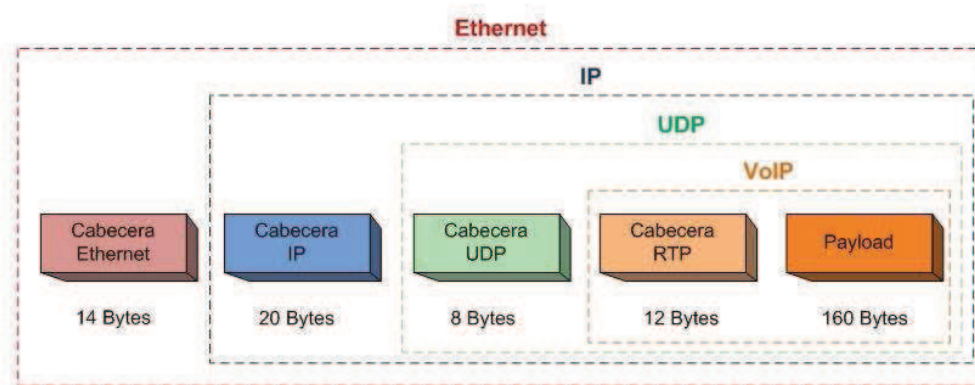 Ethernet
IP
UDP
VoIP
Cabecera
Ethernet
Cabecera
IP
Cabecera
UDP
Cabecera
RTP
Payload
14 Bytes
20 Bytes
8 Bytes
12 Bytes
160 Bytes